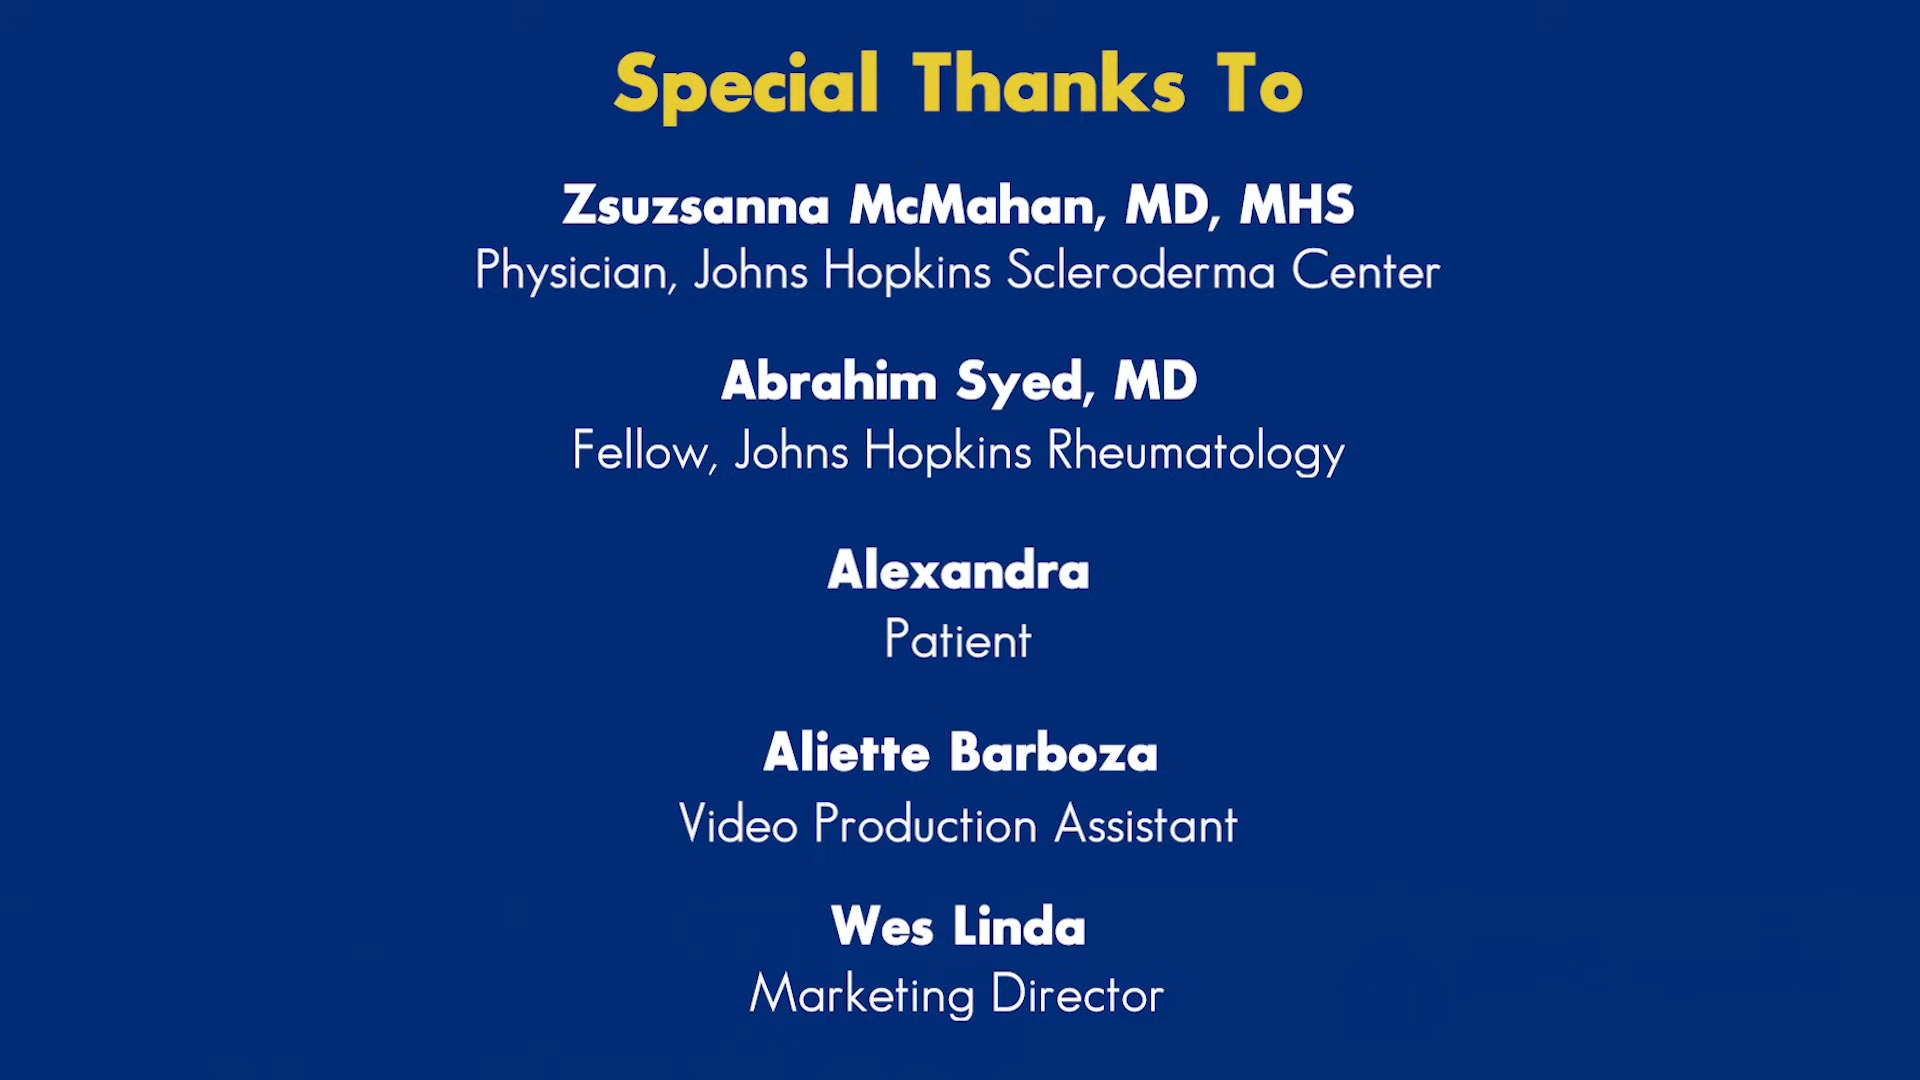 Special Thanks To
Zsuzsanna McMahan, MD, MHS
Physician, Johns Hopkins Scleroderma Center
Abrahim Syed, MD
Fellow, Johns Hopkins Rheumatology
Alexandra
Patient
Aliette Barboza
Video Production Assistant
Wes Linda
Marketing Director